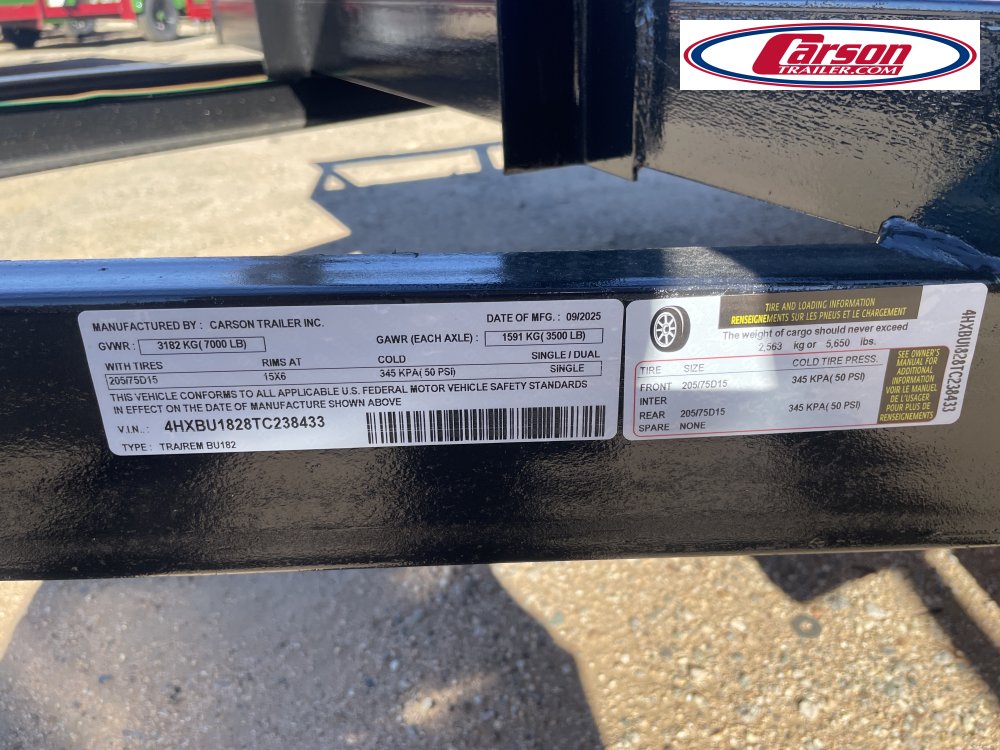 Carson
TRAILER.COM
MANUFACTURED BY : CARSON TRAILER INC.
DATE OF MFG. : 09/2025
GVWR : 3182 KG( 7000 LB)
GAWR (EACH AXLE) : 1591 KG( 3500 LB)
WITH TIRES RIMS AT COLD SINGLE / DUAL
205/75D15 15X6 345 KPA( 50 PSI) SINGLE
THIS VEHICLE CONFORMS TO ALL APPLICABLE U.S. FEDERAL MOTOR VEHICLE SAFETY STANDARDS
IN EFFECT ON THE DATE OF MANUFACTURE SHOWN ABOVE
V.I.N.: 4HXBU1828TC238433
TYPE : TRA/REM BU182
TIRE AND LOADING INFORMATION
RENSEIGNEMENTS SUR LES PNEUS ET LE CHARGEMENT
The weight of cargo should never exceed
2,563 kg or 5,650 lbs.
TIRE SIZE COLD TIRE PRESS.
FRONT 205/75D15 345 KPA( 50 PSI)
INTER
REAR 205/75D15 345 KPA( 50 PSI)
SPARE NONE
SEE OWNER'S
MANUAL FOR
ADDITIONAL
INFORMATION
VOIR LE MANUEL
DE L'USAGER
POUR PLUS DE
RENSEIGNEMENTS
4HXBU1828TC238433